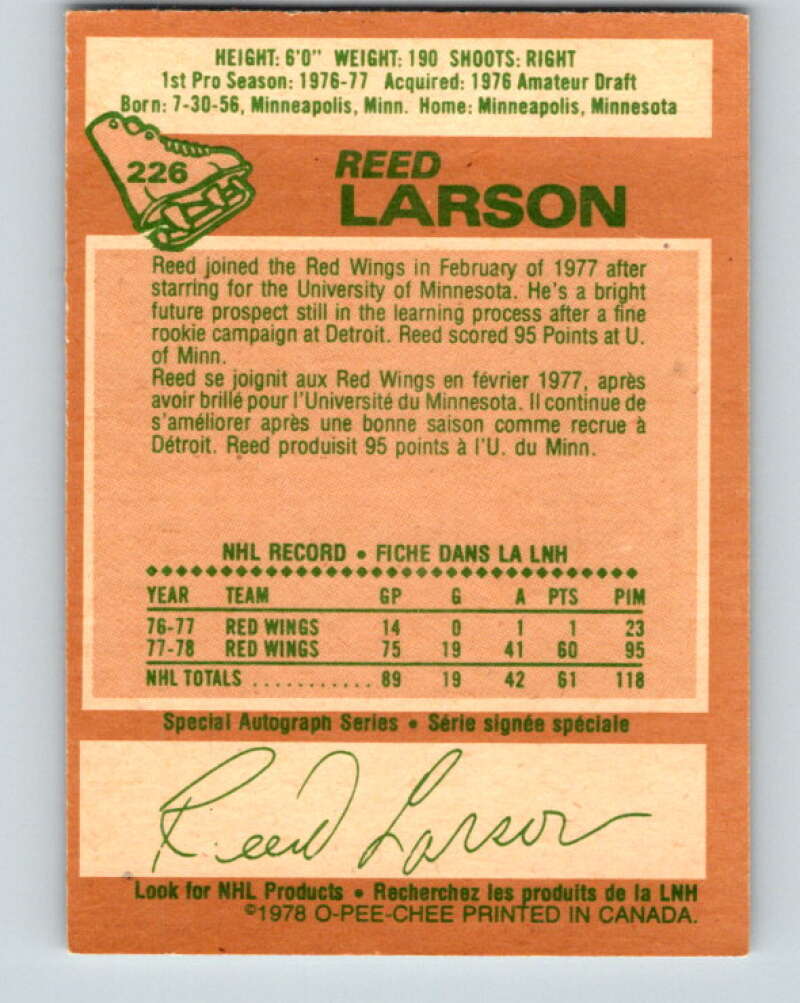 HEIGHT: 6'0" WEIGHT: 190 SHOOTS: RIGHT
1st Pro Season: 1976-77 Acquired: 1976 Amateur Draft
Born: 7-30-56, Minneapolis, Minn. Home: Minneapolis, Minnesota
226
REED
LARSON
Reed joined the Red Wings in February of 1977 after
starring for the University of Minnesota. He's a bright
future prospect still in the learning process after a fine
rookie campaign at Detroit. Reed scored 95 Points at U.
of Minn.
Reed se joignit aux Red Wings en février 1977, après
avoir brillé pour l'Université du Minnesota. Il continue de
s'améliorer après une bonne saison comme recrue à
Détroit. Reed produisit 95 points à l'U. du Minn.
NHL RECORD • FICHE DANS LA LNH
YEAR TEAM GP G A PTS PIM
76-77 RED WINGS 14 0 1 1 23
77-78 RED WINGS 75 19 41 60 95
NHL TOTALS ........... 89 19 42 61 118
Special Autograph Series • Série signée spéciale
Reed Larson
Look for NHL Products • Recherchez les produits de la LNH
©1978 O-PEE-CHEE PRINTED IN CANADA.